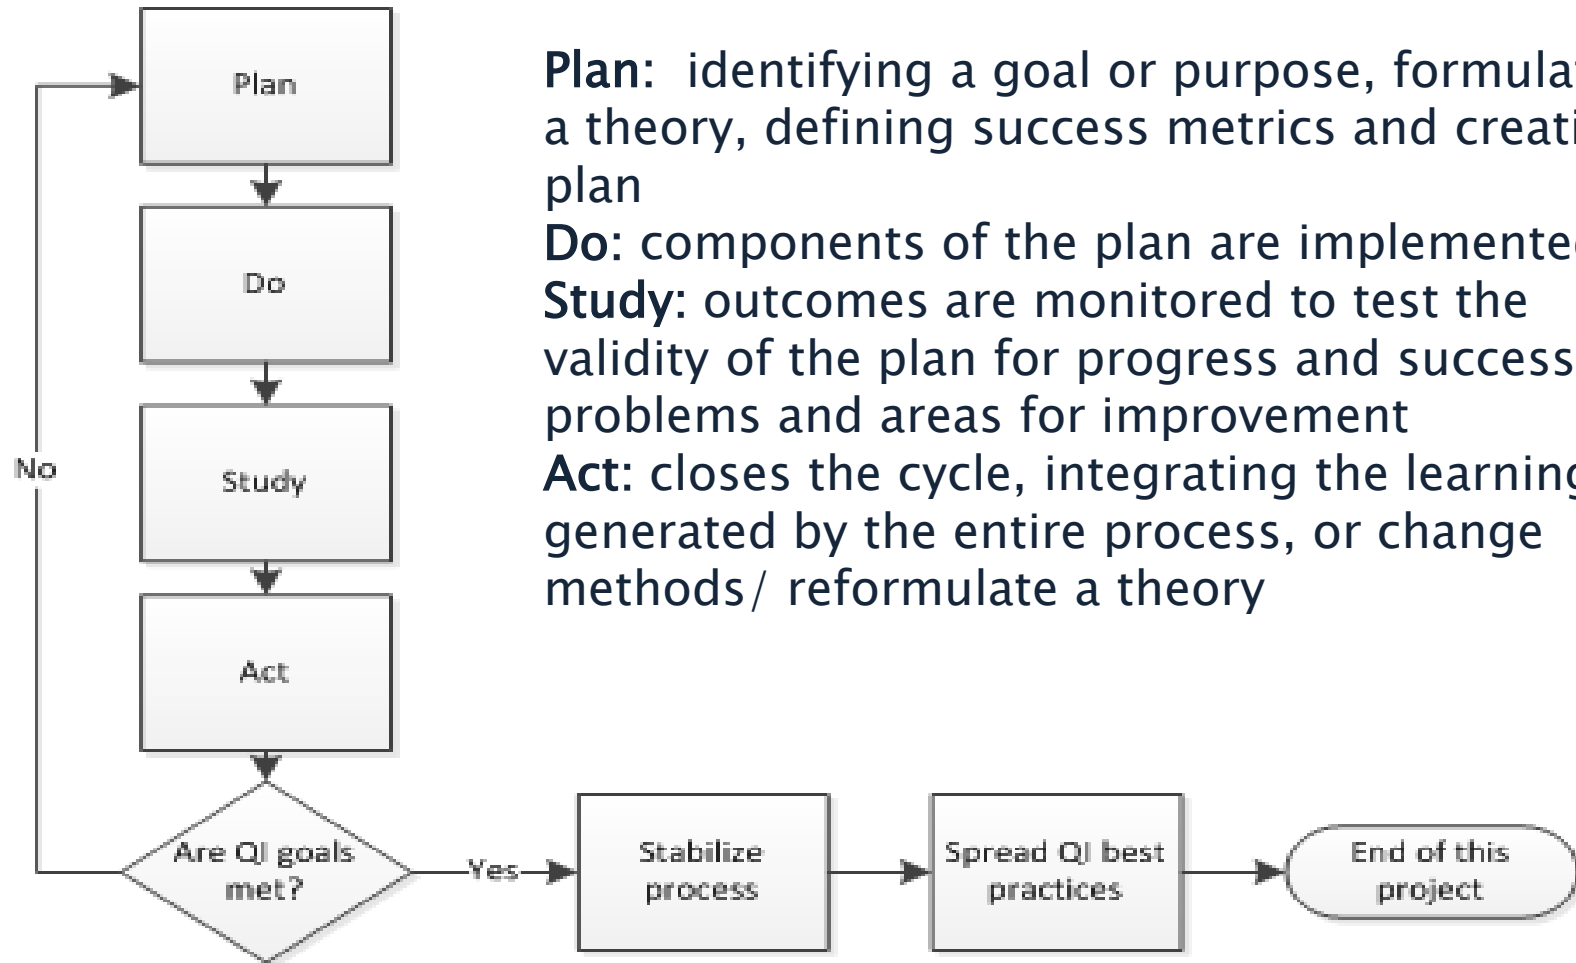 Plan
Do
Study
Act
No
Are QI goals
met?
Yes
Stabilize
process
Spread QI best
practices
End of this
project
Plan: identifying a goal or purpose, formulat
a theory, defining success metrics and creati
plan
Do: components of the plan are implemente
Study: outcomes are monitored to test the
validity of the plan for progress and success
problems and areas for improvement
Act: closes the cycle, integrating the learning
generated by the entire process, or change
methods/ reformulate a theory